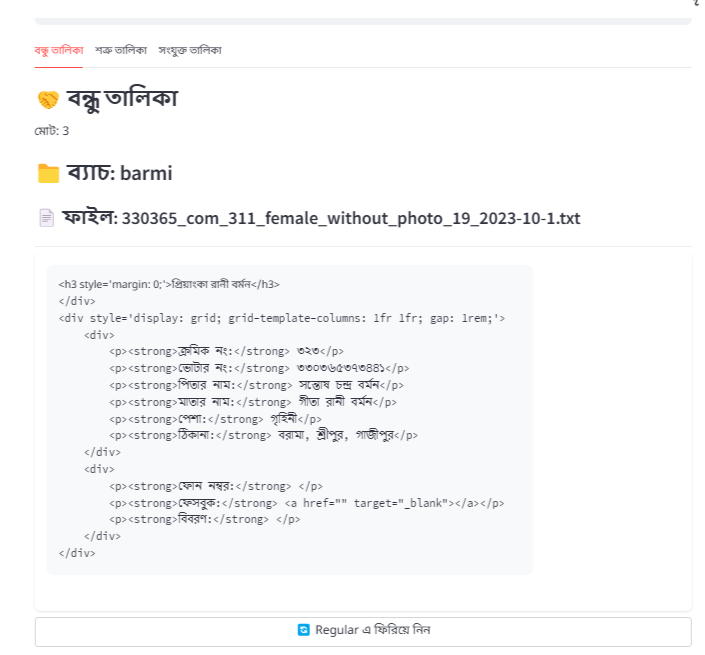 বন্ধু তালিকা শত্রু তালিকা সংযুক্ত তালিকা
বন্ধু তালিকা
মোট: 3
ব্যাচ: barmi
ফাইল: 330365_com_311_female_without_photo_19_2023-10-1.txt
<h3 style='margin: 0;'>প্রিয়াংকা রানী বর্মন</h3>
</div>
<div style='display: grid; grid-template-columns: 1fr 1fr; gap: 1rem;'>
<div>
<p><strong>ক্রমিক নং:</strong> ৩২৩</p>
<p><strong>ভোটার নং:</strong> ৩৩০৩৬৫৩৭৩৪৪১</p>
<p><strong>পিতার নাম:</strong> সন্তোষ চন্দ্র বর্মন</p>
<p><strong>মাতার নাম:</strong> গীতা রানী বর্মন</p>
<p><strong>পেশা:</strong> গৃহিনী</p>
<p><strong>ঠিকানা:</strong> বরামা, শ্রীপুর, গাজীপুর</p>
</div>
<div>
<p><strong>ফোন নম্বর:</strong> </p>
<p><strong>ফেসবুক:</strong> <a href="" target="_blank"></a></p>
<p><strong>বিবরণ:</strong> </p>
</div>
</div>
Regular এ ফিরিয়ে নিন